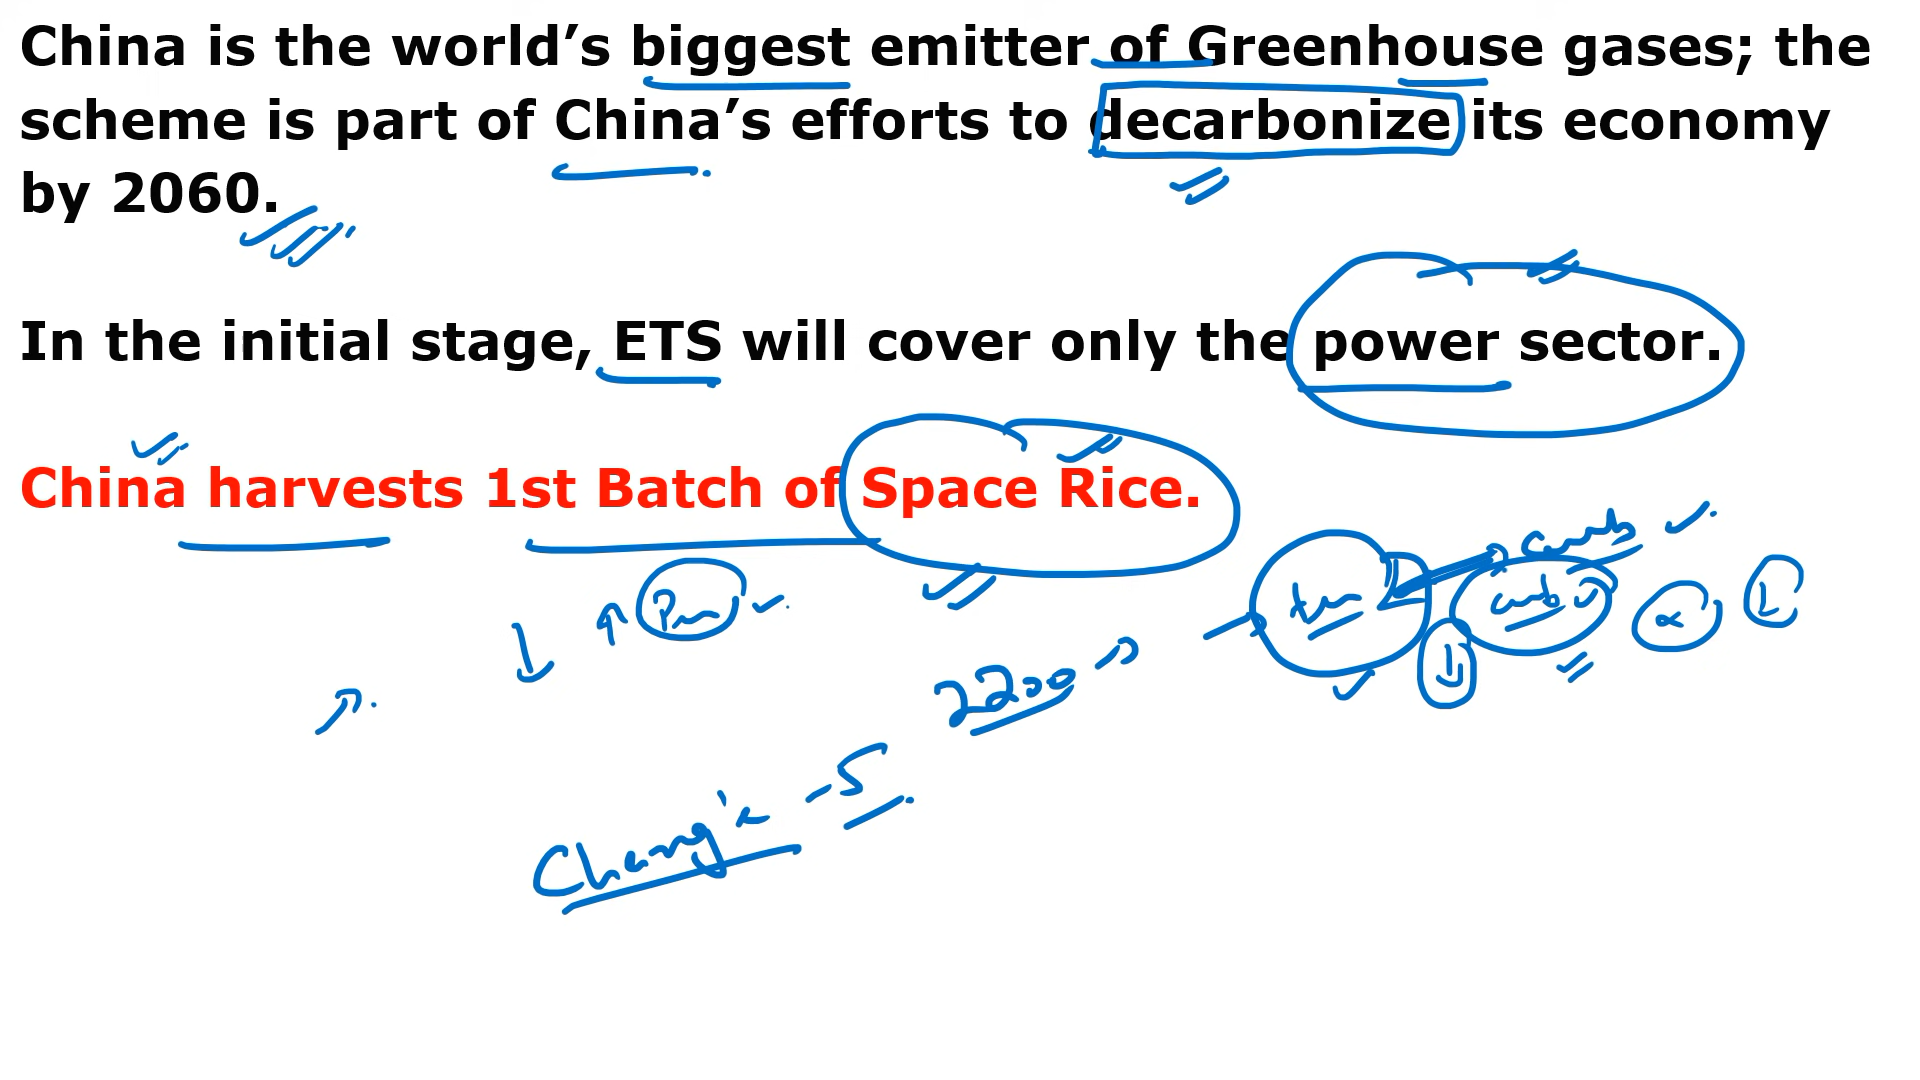 China is the world’s biggest emitter of Greenhouse gases; the
scheme is part of China’s efforts to decarbonize its economy
by 2060.
In the initial stage, ETS will cover only the power sector.
China harvests 1st Batch of Space Rice.
2200
Chang'e -5